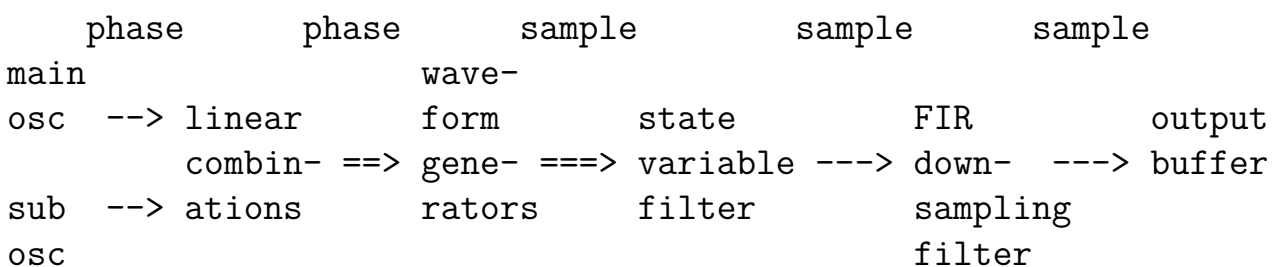 phase      phase       sample         sample       sample
main                     wave-
osc  --> linear      form       state          FIR        output
         combin- ==> gene- ===> variable ---> down-  ---> buffer
sub  --> ations      rators     filter         sampling
osc                                            filter